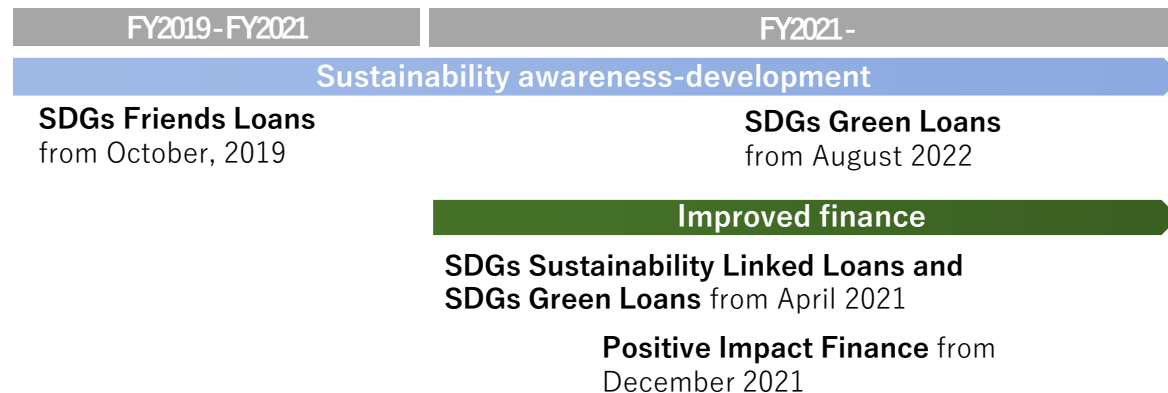 FY2019-FY2021
FY2021-
Sustainability awareness-development
SDGs Friends Loans
from October, 2019
SDGs Green Loans
from August 2022
Improved finance
SDGs Sustainability Linked Loans and
SDGs Green Loans from April 2021
Positive Impact Finance from
December 2021